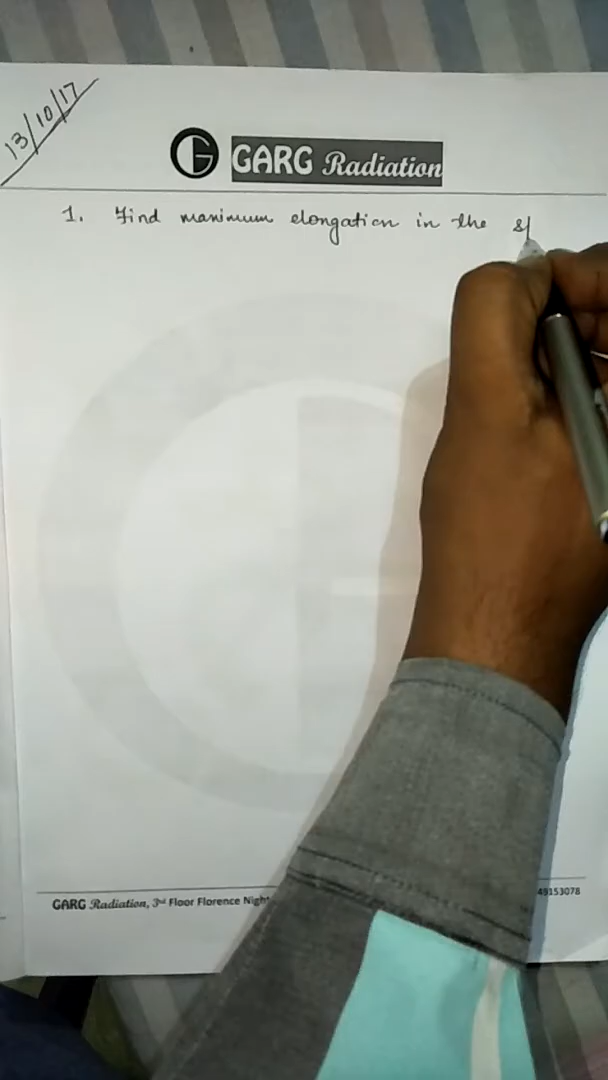 13/10/17
G GARG Radiation
1. Find maximum elongation in the
GARG Radiation, 3rd Floor Florence Night
49153078